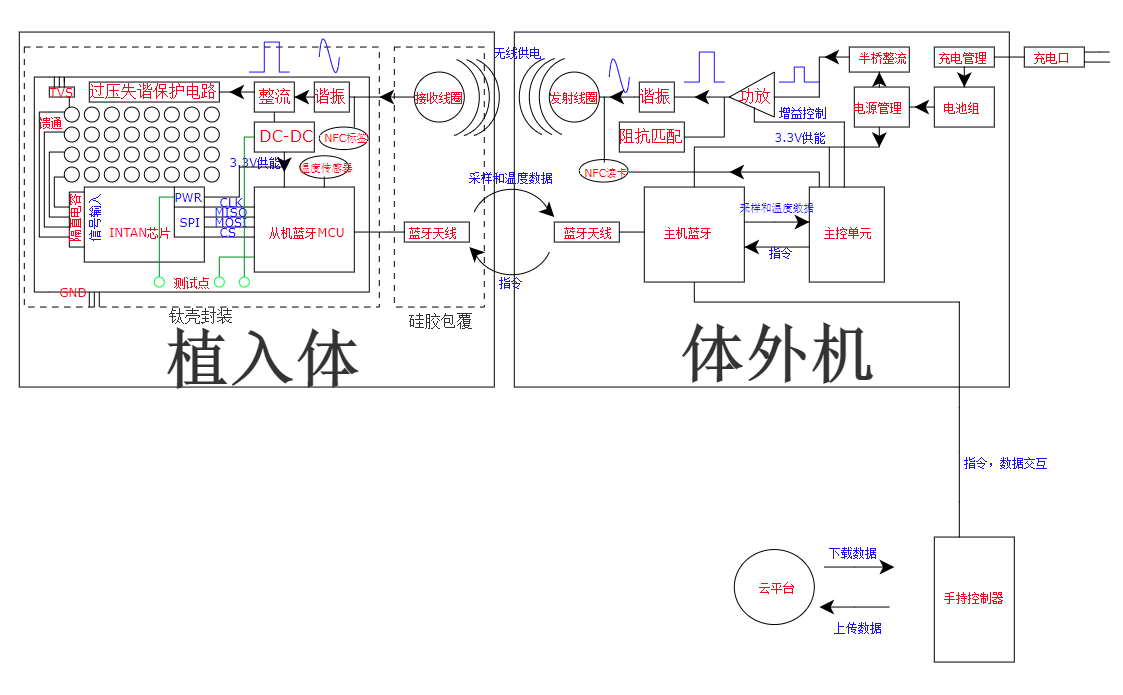 无线供电
TVS
过压失谐保护电路
整流
谐振
接收线圈
馈通
DC-DC
NFC标签
3.3V供能
温度传感器
隔直电容
信号输入
PWR
SPI
INTAN芯片
CLK
MISO
MOSI
CS
从机蓝牙MCU
蓝牙天线
测试点
GND
钛壳封装
硅胶包覆
植入体
采样和温度数据
指令
发射线圈
谐振
功放
半桥整流
充电管理
充电口
增益控制
电源管理
电池组
阻抗匹配
3.3V供能
NFC读卡
蓝牙天线
主机蓝牙
采样和温度数据
指令
主控单元
体外机
指令，数据交互
下载数据
云平台
上传数据
手持控制器